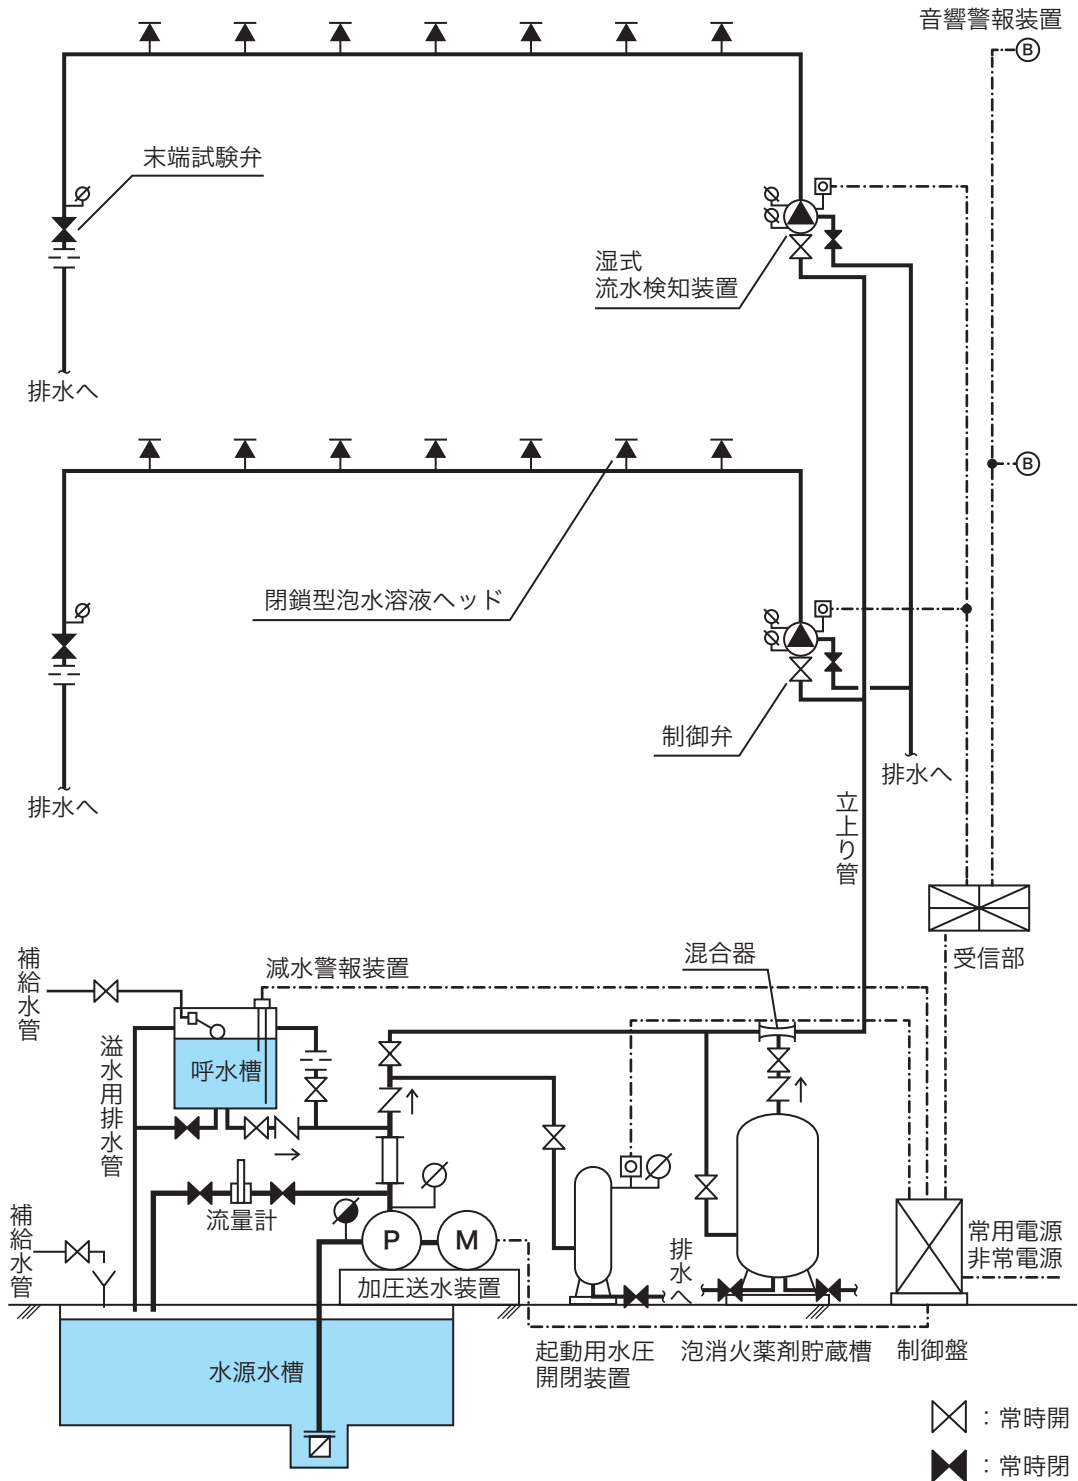 音響警報装置
B
末端試験弁
湿式
流水検知装置
排水へ
B
閉鎖型泡水溶液ヘッド
制御弁
排水へ
排水へ
立上り管
受信部
混合器
減水警報装置
補給水管
溢水用排水管
呼水槽
流量計
補給水管
P
M
加圧送水装置
排水へ
常用電源
非常電源
水源水槽
起動用水圧
開閉装置
泡消火薬剤貯蔵槽
制御盤
：常時開
：常時閉